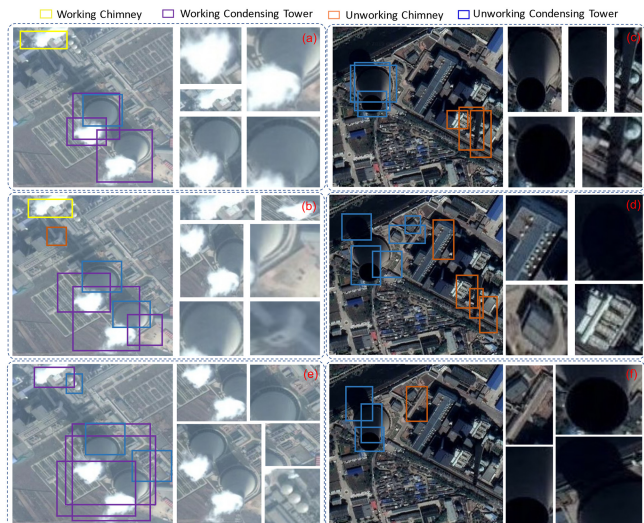 Working Chimney Working Condensing Tower Unworking Chimney Unworking Condensing Tower
(a) (c)
(b) (d)
(e) (f)